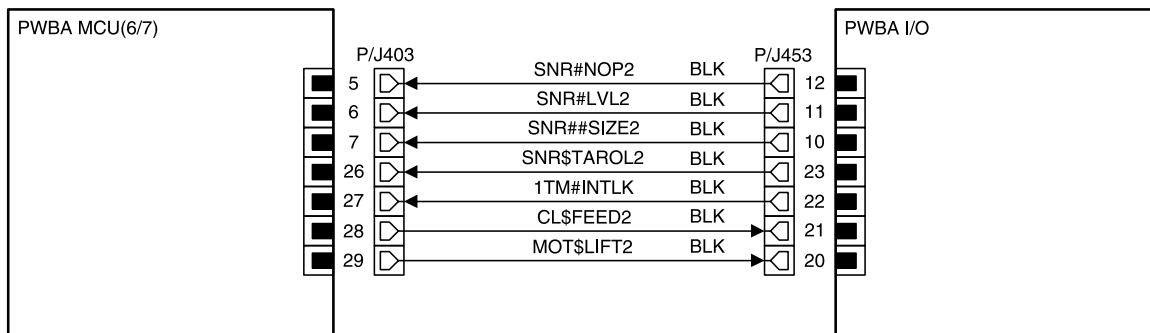 PWBA MCU(6/7) PWBA I/O
P/J403 P/J453
5 SNR#NOP2 BLK 12
6 SNR#LVL2 BLK 11
7 SNR##SIZE2 BLK 10
26 SNR$TAROL2 BLK 23
27 1TM#INTLK BLK 22
28 CL$FEED2 BLK 21
29 MOT$LIFT2 BLK 20